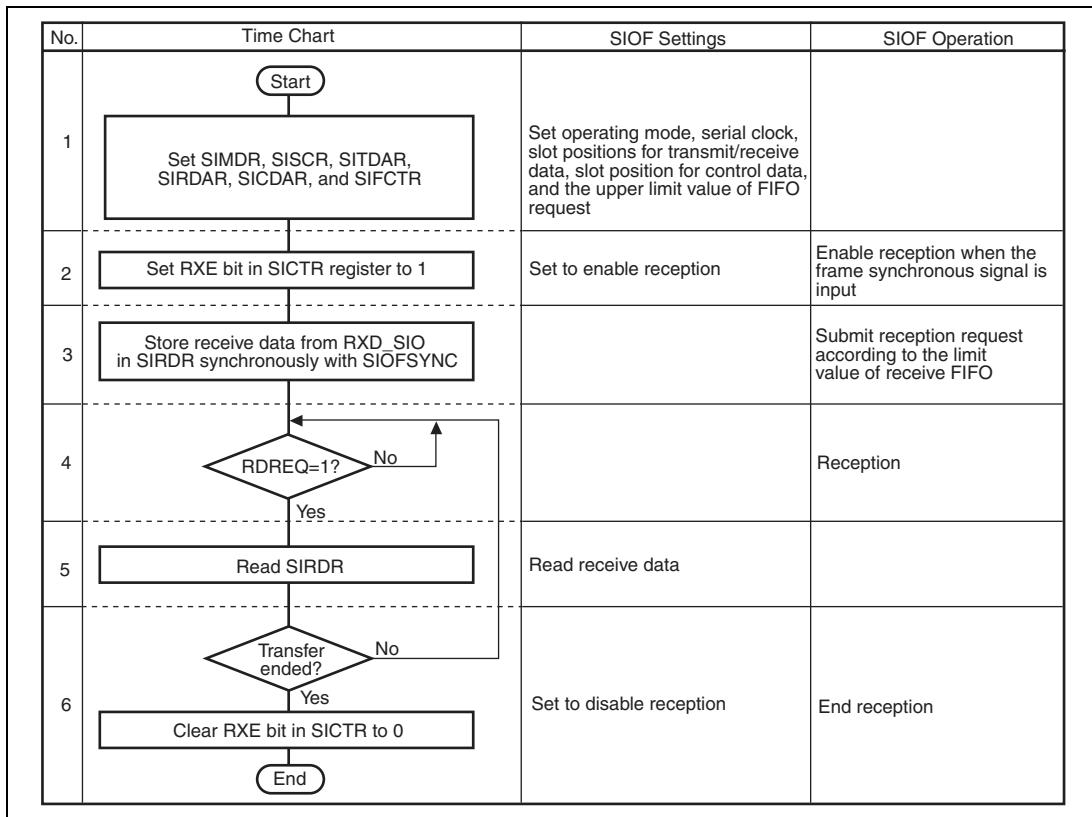 No.
Time Chart
SIOF Settings
SIOF Operation
1
Start
Set SIMDR, SISCR, SITDAR,
SIRDAR, SICDAR, and SIFCTR
Set operating mode, serial clock,
slot positions for transmit/receive
data, slot position for control data,
and the upper limit value of FIFO
request
2
Set RXE bit in SICTR register to 1
Set to enable reception
Enable reception when the
frame synchronous signal is
input
3
Store receive data from RXD_SIO
in SIRDR synchronously with SIOFSYNC
Submit reception request
according to the limit
value of receive FIFO
4
RDREQ=1?
No
Yes
Reception
5
Read SIRDR
Read receive data
6
Transfer
ended?
No
Yes
Clear RXE bit in SICTR to 0
End
Set to disable reception
End reception